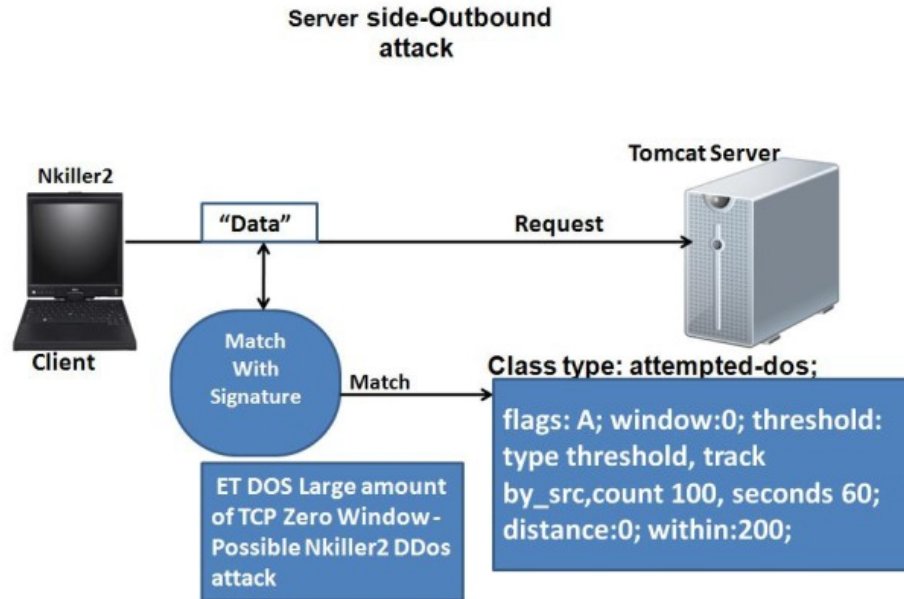 Server side-Outbound
attack
Nkiller2
Tomcat Server
“Data”
Request
Client
Match
With
Signature
Match
Class type: attempted-dos;
flags: A; window:0; threshold:
type threshold, track
by_src,count 100, seconds 60;
distance:0; within:200;
ET DOS Large amount
of TCP Zero Window -
Possible Nkiller2 DDos
attack